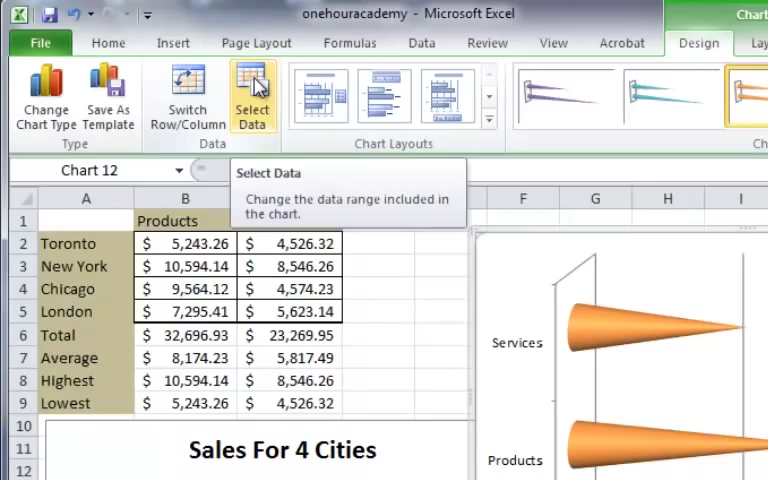 onehouracademy - Microsoft Excel
Chart
File Home Insert Page Layout Formulas Data Review View Acrobat Design Lay
Change Chart Type
Save As Template
Switch Row/Column
Select Data
Type Data Chart Layouts Ch
Chart 12
Select Data
Change the data range included in
the chart.
A B F G H I
1 Products
2 Toronto $ 5,243.26 $ 4,526.32
3 New York $ 10,594.14 $ 8,546.26
4 Chicago $ 9,564.12 $ 4,574.23
5 London $ 7,295.41 $ 5,623.14
6 Total $ 32,696.93 $ 23,269.95
7 Average $ 8,174.23 $ 5,817.49
8 Highest $ 10,594.14 $ 8,546.26
9 Lowest $ 5,243.26 $ 4,526.32
10
11
12
Sales For 4 Cities
Services
Products